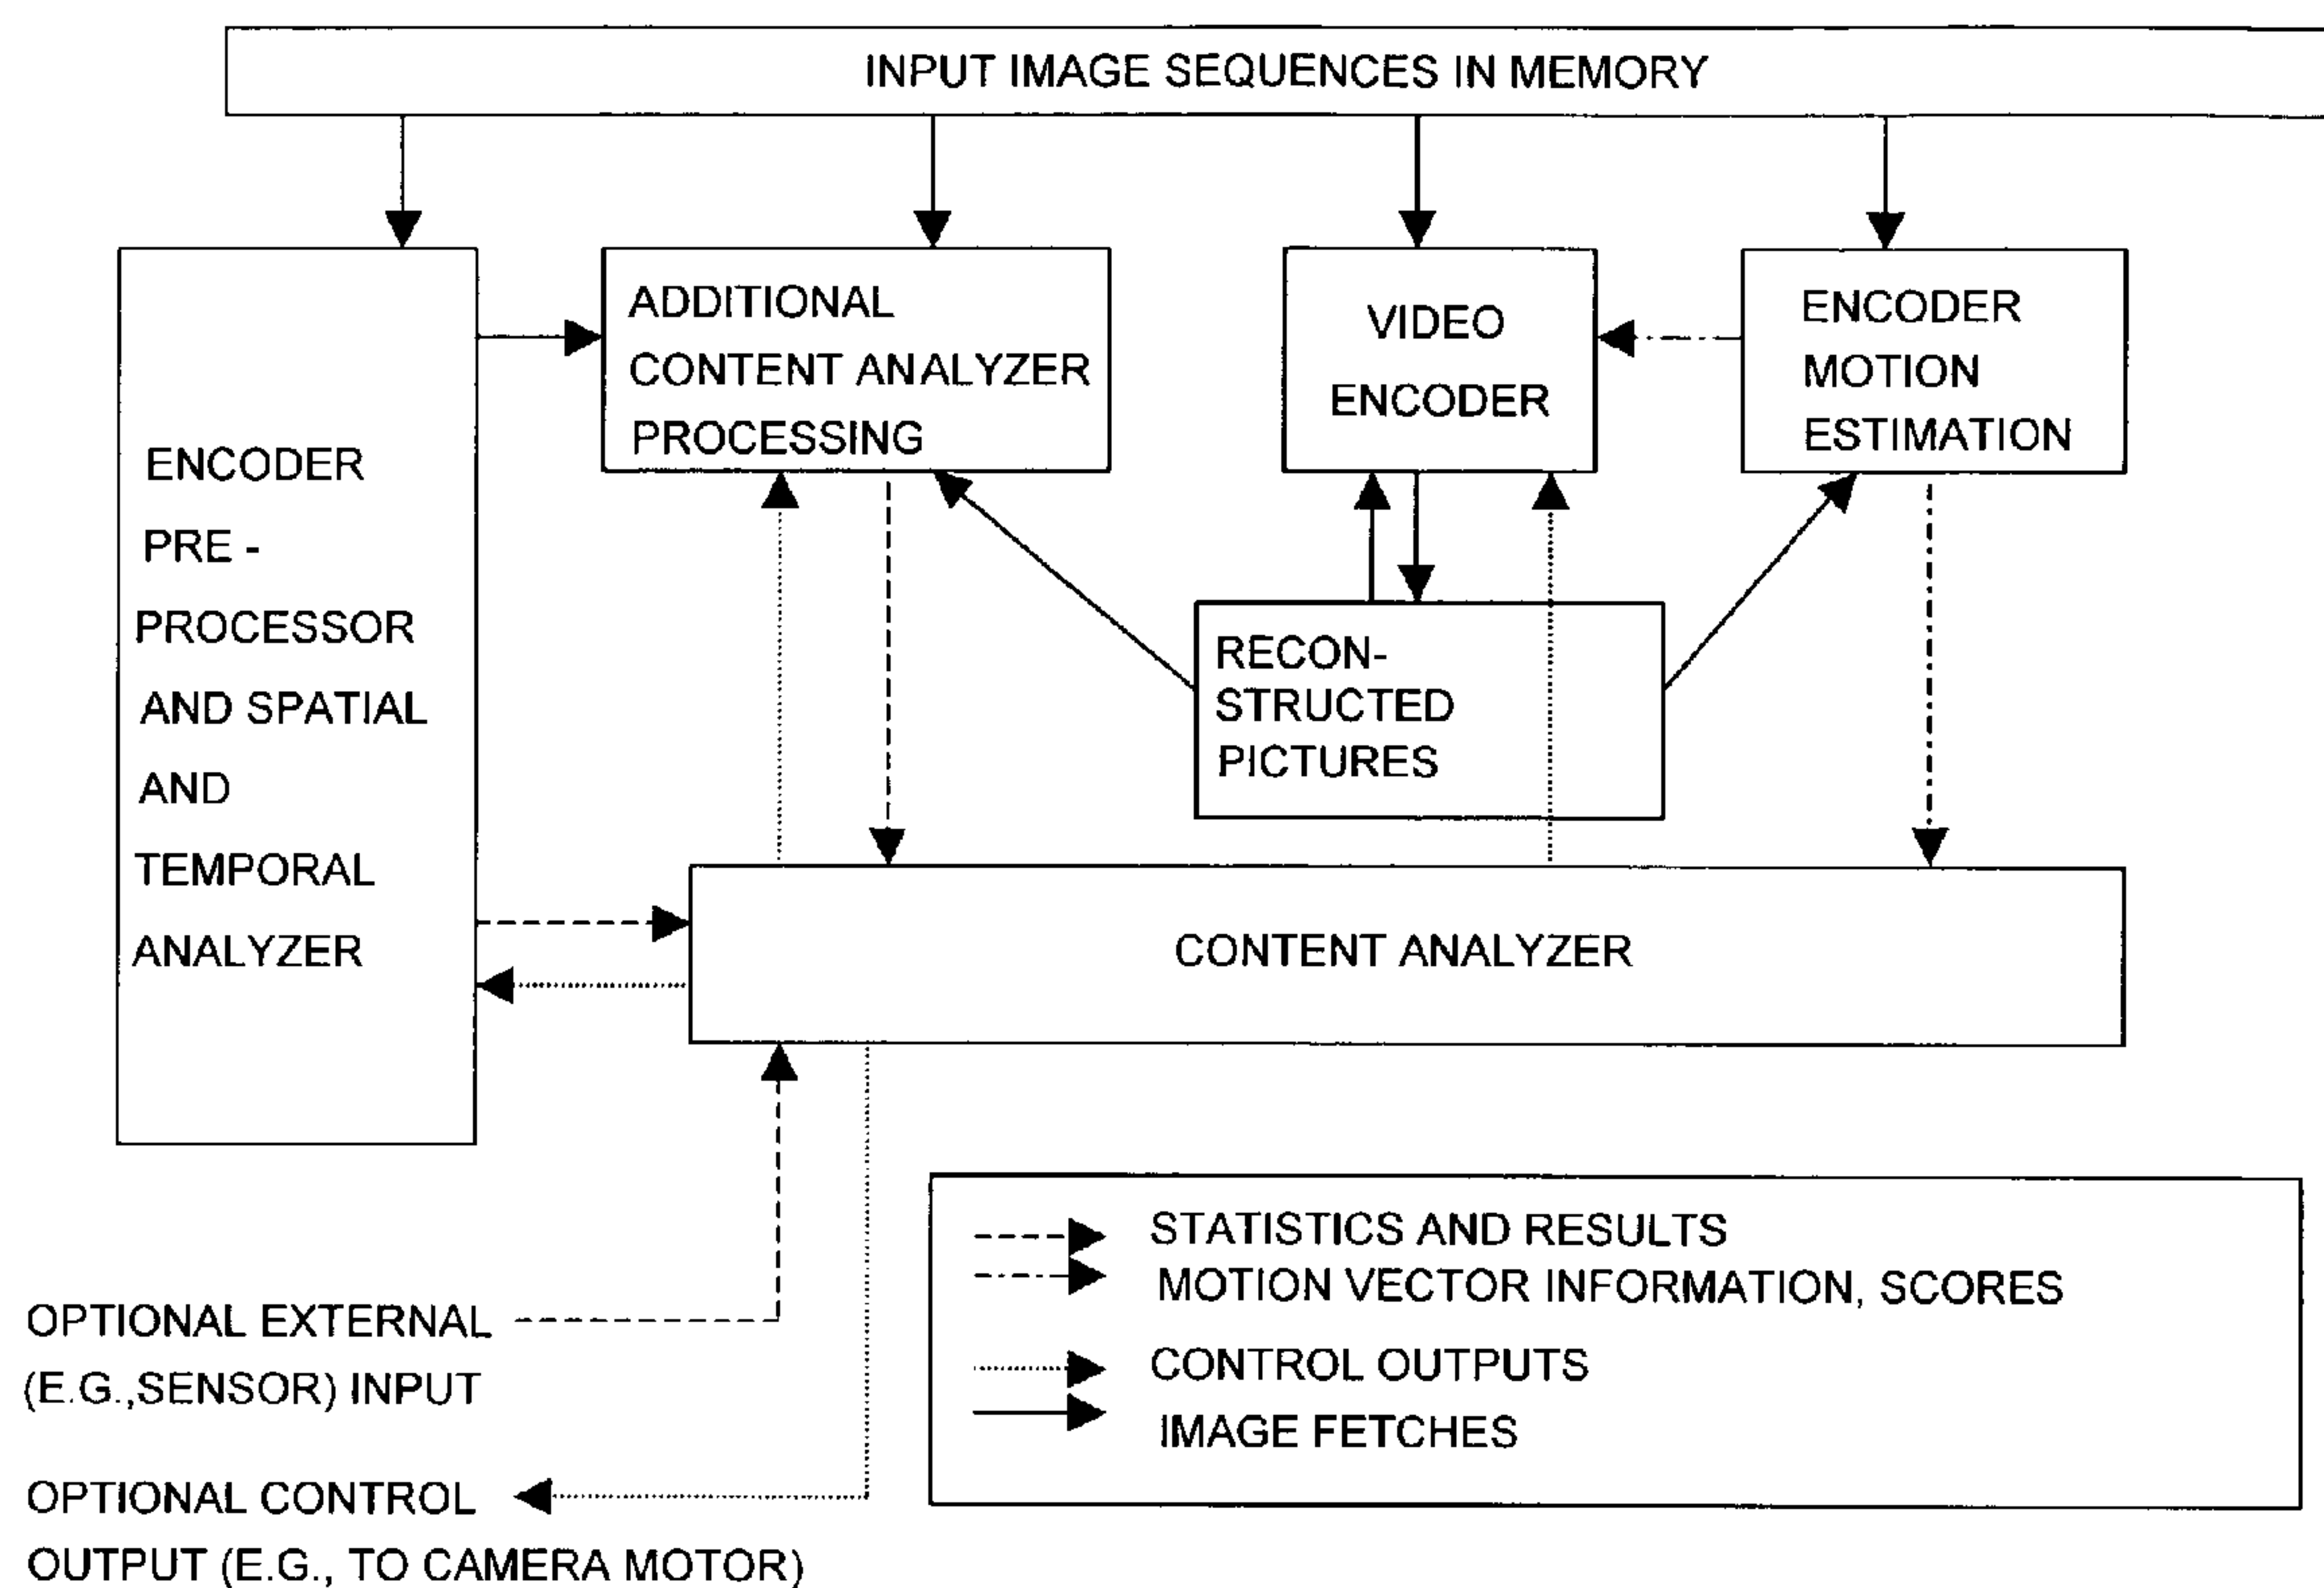 INPUT IMAGE SEQUENCES IN MEMORY
ENCODER
PRE -
PROCESSOR
AND SPATIAL
AND
TEMPORAL
ANALYZER
ADDITIONAL
CONTENT ANALYZER
PROCESSING
VIDEO
ENCODER
ENCODER
MOTION
ESTIMATION
RECON-
STRUCTED
PICTURES
CONTENT ANALYZER
STATISTICS AND RESULTS
MOTION VECTOR INFORMATION, SCORES
CONTROL OUTPUTS
IMAGE FETCHES
OPTIONAL EXTERNAL
(E.G.,SENSOR) INPUT
OPTIONAL CONTROL
OUTPUT (E.G., TO CAMERA MOTOR)